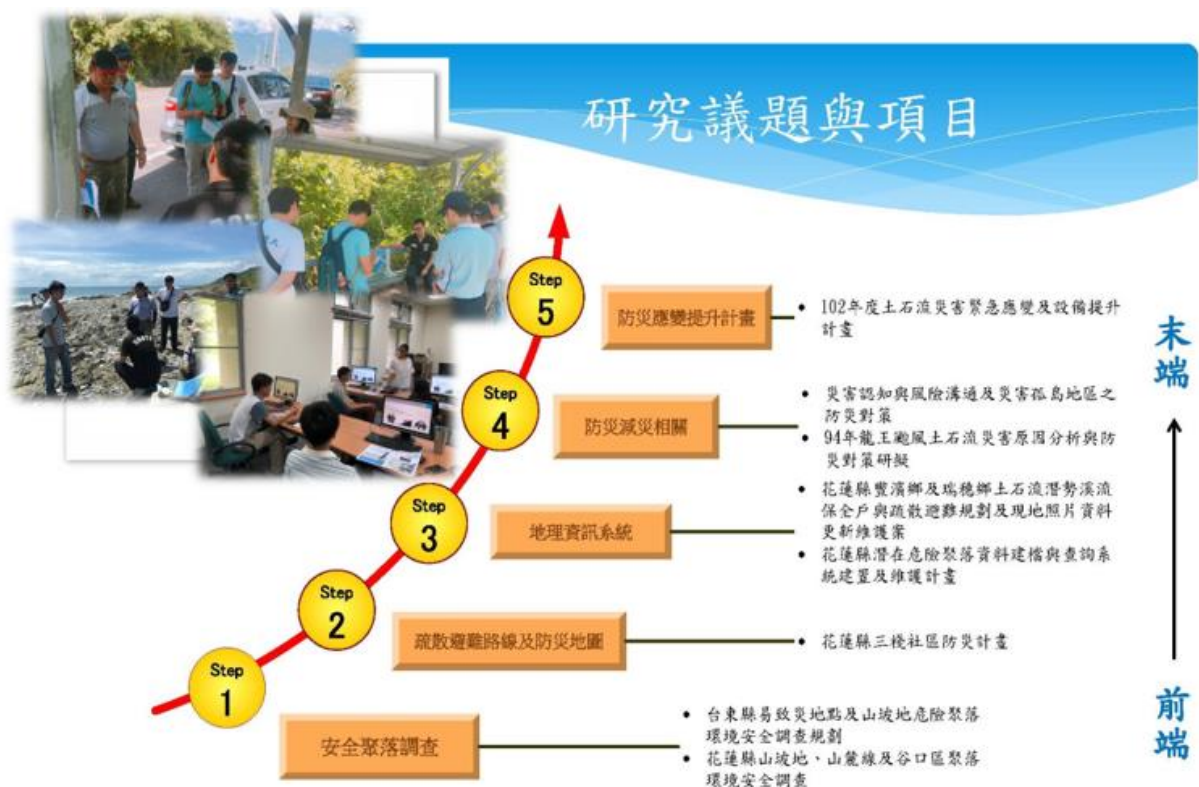 研究議題與項目
Step
5
防災應變提升計畫
• 102年度土石流災害緊急應變及設備提升
計畫
末端
Step
4
防災減災相關
• 災害認知與風險溝通及災害孤島地區之
防災對策
• 94年龍王颱風土石流災害原因分析與防
災對策研擬
Step
3
地理資訊系統
• 花蓮縣豐濱鄉及瑞穗鄉土石流潛勢溪流
保全戶與疏散避難規劃及現地照片資料
更新維護案
• 花蓮縣潛在危險聚落資料建檔與查詢系
統建置及維護計畫
Step
2
疏散避難路線及防災地圖
• 花蓮縣三棧社區防災計畫
Step
1
安全聚落調查
• 台東縣易致災地點及山坡地危險聚落
環境安全調查規劃
• 花蓮縣山坡地、山麓線及谷口區聚落
環境安全調查
前端